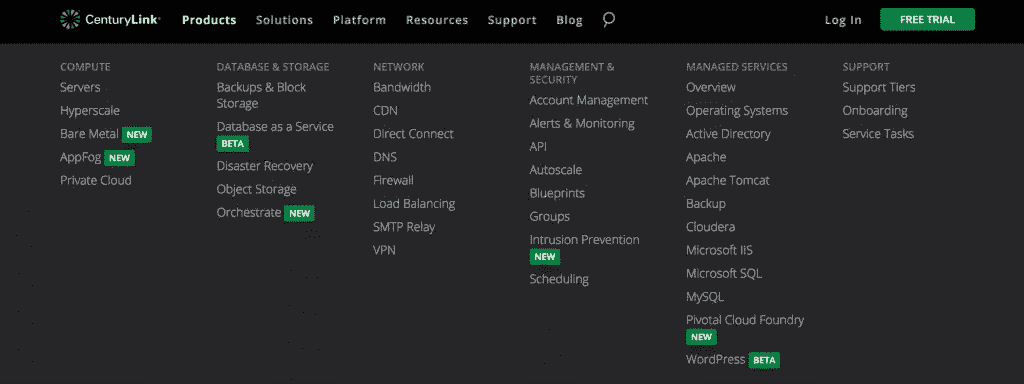 CenturyLink® Products Solutions Platform Resources Support Blog Log In FREE TRIAL
COMPUTE
Servers
Hyperscale
Bare Metal NEW
AppFog NEW
Private Cloud
DATABASE & STORAGE
Backups & Block
Storage
Database as a Service
BETA
Disaster Recovery
Object Storage
Orchestrate NEW
NETWORK
Bandwidth
CDN
Direct Connect
DNS
Firewall
Load Balancing
SMTP Relay
VPN
MANAGEMENT &
SECURITY
Account Management
Alerts & Monitoring
API
Autoscale
Blueprints
Groups
Intrusion Prevention
NEW
Scheduling
MANAGED SERVICES
Overview
Operating Systems
Active Directory
Apache
Apache Tomcat
Backup
Cloudera
Microsoft IIS
Microsoft SQL
MySQL
Pivotal Cloud Foundry
NEW
WordPress BETA
SUPPORT
Support Tiers
Onboarding
Service Tasks